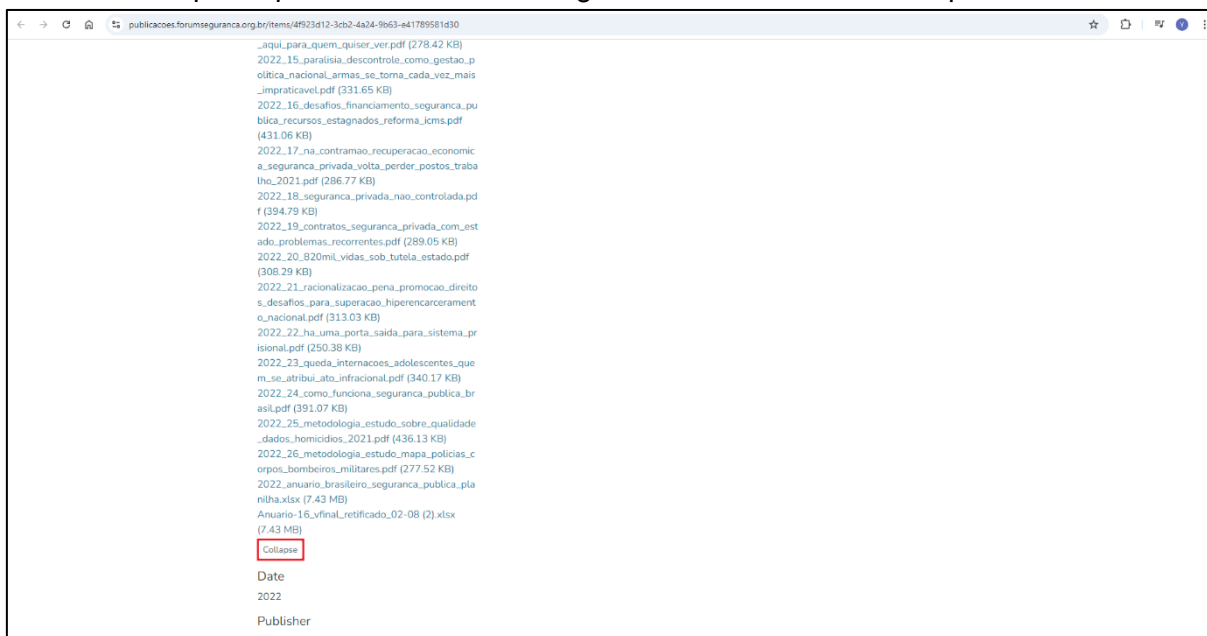 publicacoes.forumseguranca.org.br/items/4f923d12-3cb2-4a24-9b63-e41789581d30
_aqui_para_quem_quiser_ver.pdf (278.42 KB)
2022_15_paralisia_descontrole_como_gestao_p
olitica_nacional_armas_se_torna_cada_vez_mais
_impraticavel.pdf (331.65 KB)
2022_16_desafios_financiamento_seguranca_pu
blica_recursos_estagnados_reforma_icms.pdf
(431.06 KB)
2022_17_na_contramao_recuperacao_economic
a_seguranca_privada_volta_perder_postos_traba
lho_2021.pdf (286.77 KB)
2022_18_seguranca_privada_nao_controlada.pd
f (394.79 KB)
2022_19_contratos_seguranca_privada_com_est
ado_problemas_recorrentes.pdf (289.05 KB)
2022_20_820mil_vidas_sob_tutela_estado.pdf
(308.29 KB)
2022_21_racionalizacao_pena_promocao_direito
s_desafios_para_superacao_hiperencarcerament
o_nacional.pdf (313.03 KB)
2022_22_ha_uma_porta_saida_para_sistema_pr
isional.pdf (250.38 KB)
2022_23_queda_internacoes_adolescentes_que
m_se_atribui_ato_infracional.pdf (340.17 KB)
2022_24_como_funciona_seguranca_publica_br
asil.pdf (391.07 KB)
2022_25_metodologia_estudo_sobre_qualidade
_dados_homicidios_2021.pdf (436.13 KB)
2022_26_metodologia_estudo_mapa_policias_c
orpos_bombeiros_militares.pdf (277.52 KB)
2022_anuario_brasileiro_seguranca_publica_pla
nilha.xlsx (7.43 MB)
Anuario-16_vfinal_retificado_02-08 (2).xlsx
(7.43 MB)
Collapse
Date
2022
Publisher